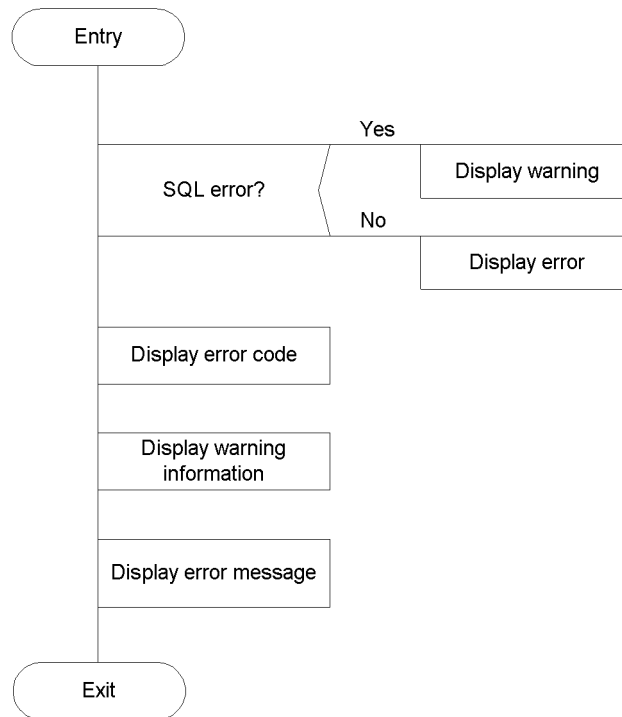 Entry
Yes
SQL error?
Display warning
No
Display error
Display error code
Display warning
information
Display error message
Exit